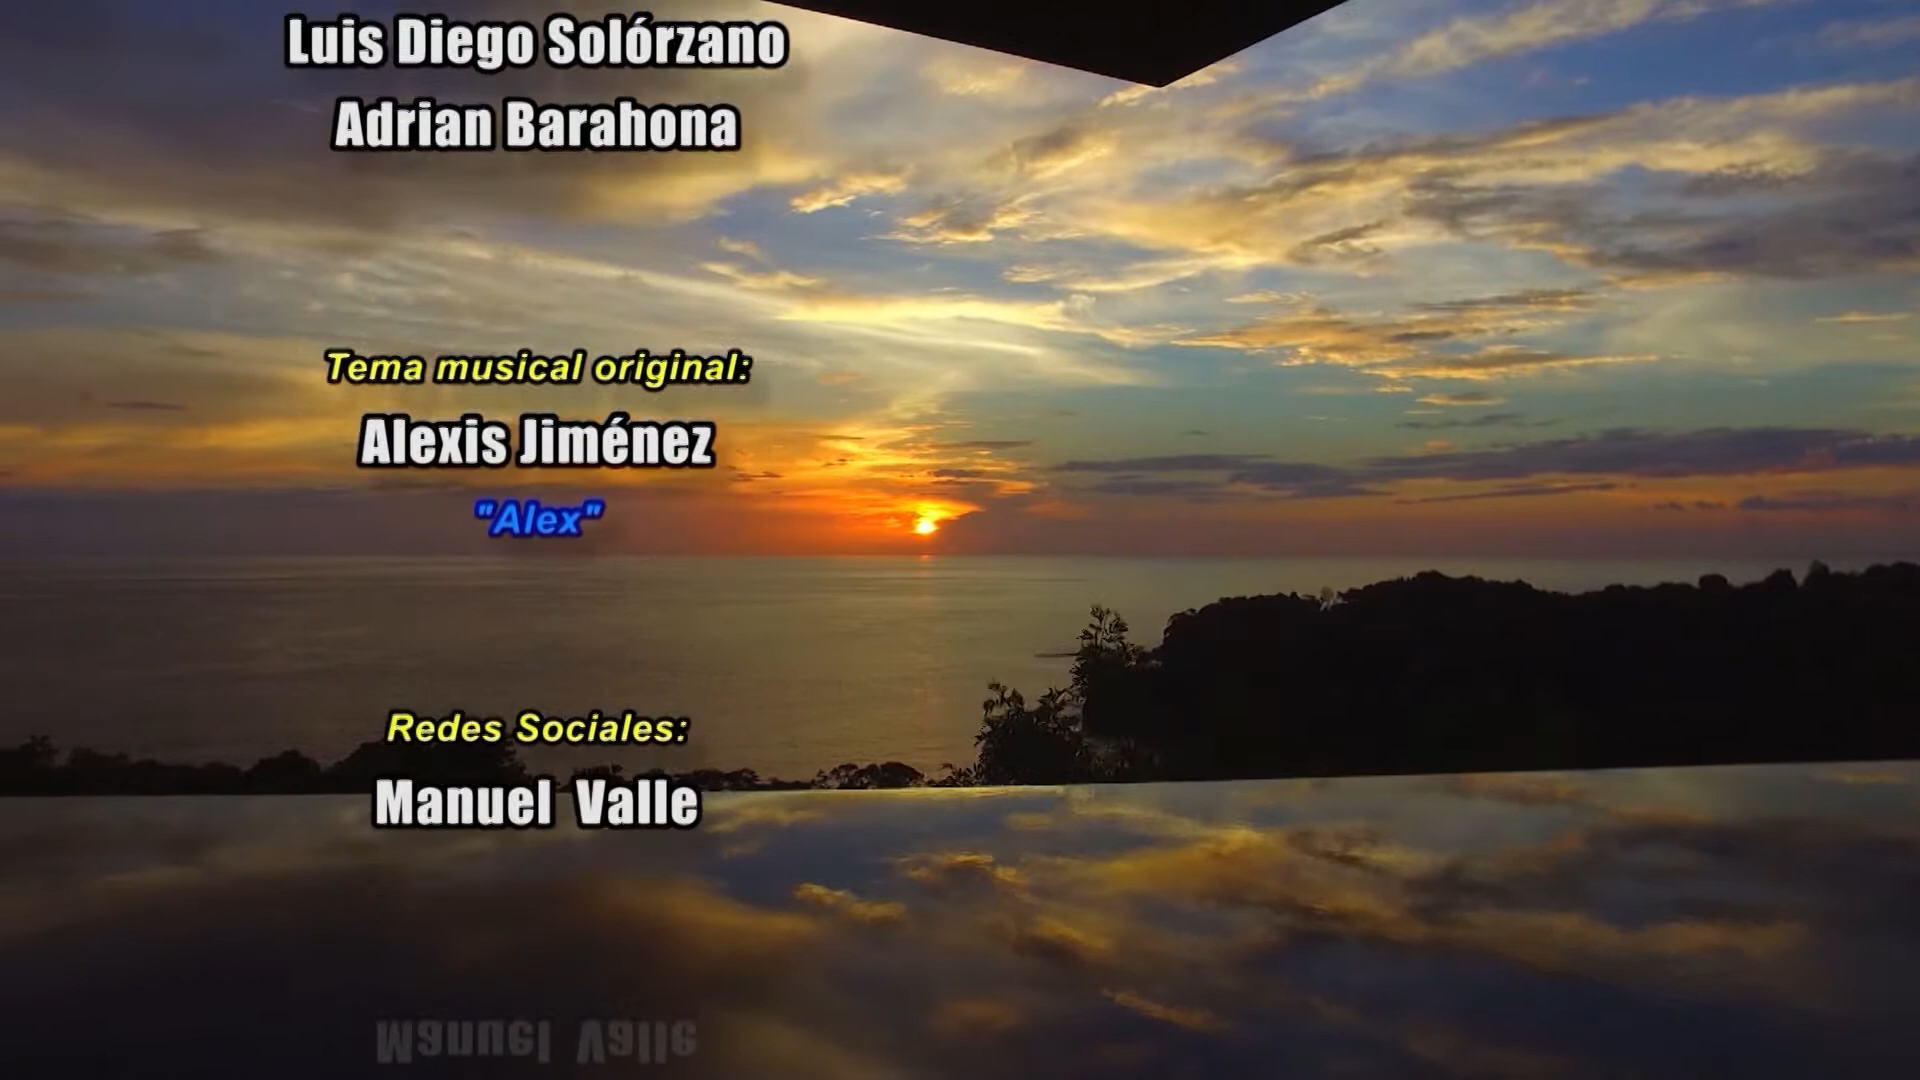 Luis Diego Solórzano
Adrian Barahona
Tema musical original:
Alexis Jiménez
"Alex"
Redes Sociales:
Manuel Valle